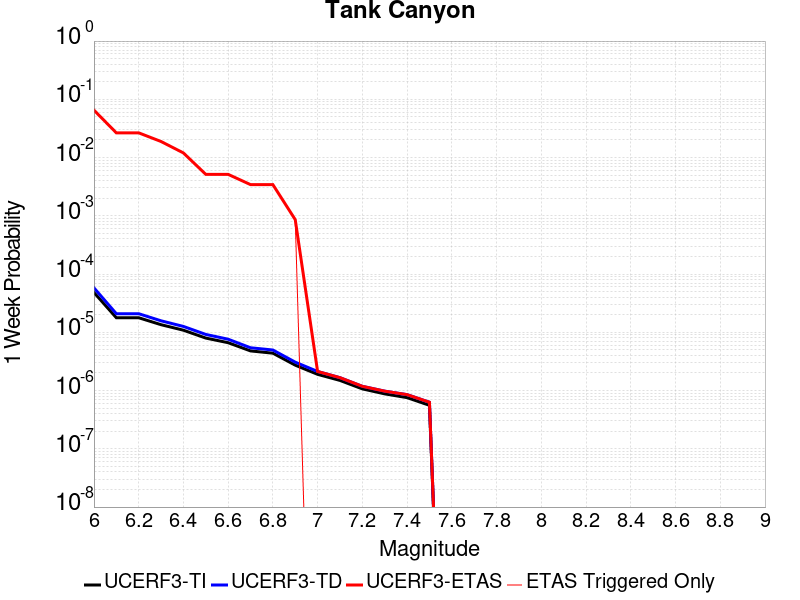 Tank Canyon
10 0
10 -1
10 -2
10 -3
10 -4
10 -5
10 -6
10 -7
10 -8
1 Week Probability
6 6.2 6.4 6.6 6.8 7 7.2 7.4 7.6 7.8 8 8.2 8.4 8.6 8.8 9
Magnitude
UCERF3-TI UCERF3-TD UCERF3-ETAS ETAS Triggered Only